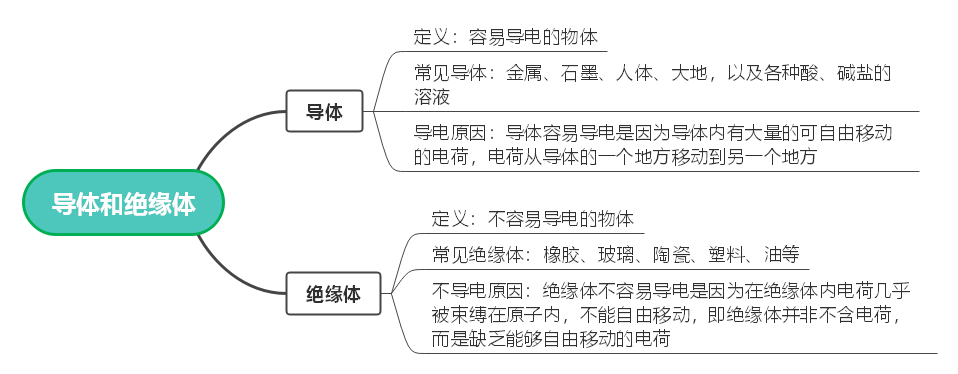 导体和绝缘体
导体
定义：容易导电的物体
常见导体：金属、石墨、人体、大地，以及各种酸、碱盐的
溶液
导电原因：导体容易导电是因为导体内有大量的可自由移动
的电荷，电荷从导体的一个地方移动到另一个地方
绝缘体
定义：不容易导电的物体
常见绝缘体：橡胶、玻璃、陶瓷、塑料、油等
不导电原因：绝缘体不容易导电是因为在绝缘体内电荷几乎
被束缚在原子内，不能自由移动，即绝缘体并非不含电荷，
而是缺乏能够自由移动的电荷